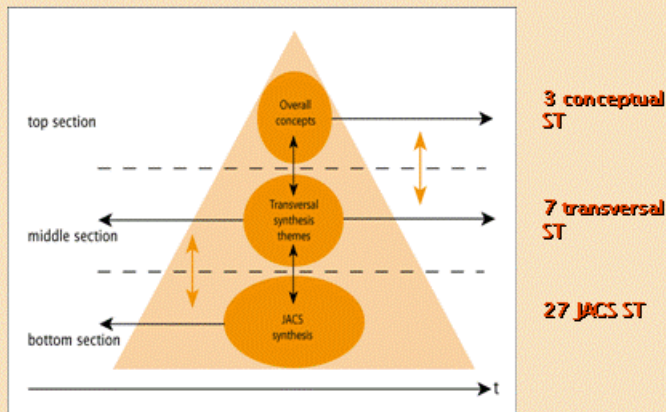 Overall
concepts
top section
Transversal
synthesis
themes
middle section
JACS
synthesis
bottom section
t
3 conceptual
ST
7 transversal
ST
27 JACS ST